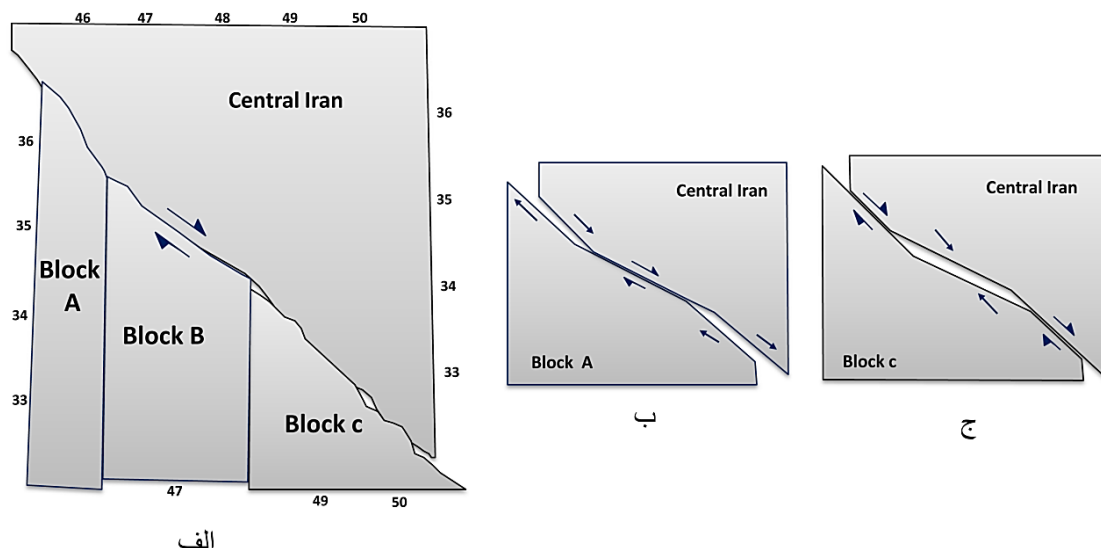 46 47 48 49 50
Central Iran
36
36
35
35
Block A
34
34
Block B
33
33
Block c
47
49 50
الف
Central Iran
Block A
ب
Central Iran
Block c
ج